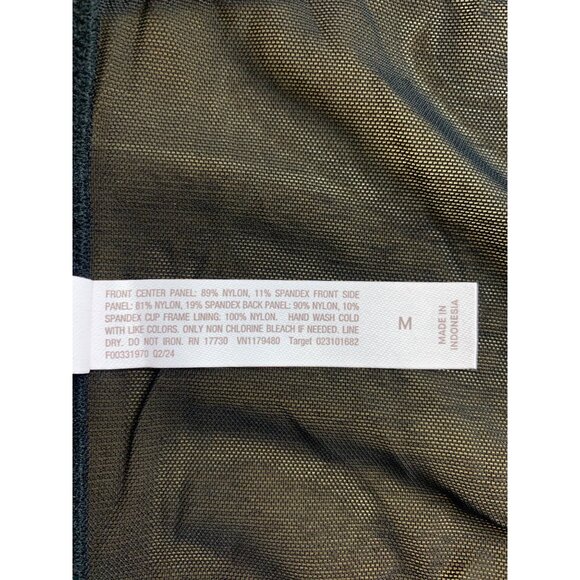 FRONT CENTER PANEL: 89% NYLON, 11% SPANDEX FRONT SIDE
PANEL: 81% NYLON, 19% SPANDEX BACK PANEL: 90% NYLON, 10%
SPANDEX CUP FRAME LINING: 100% NYLON. HAND WASH COLD
WITH LIKE COLORS. ONLY NON CHLORINE BLEACH IF NEEDED. LINE
DRY. DO NOT IRON. RN 17730 VN1179480 Target 023101682
F00331970 02/24
M
MADE IN
INDONESIA